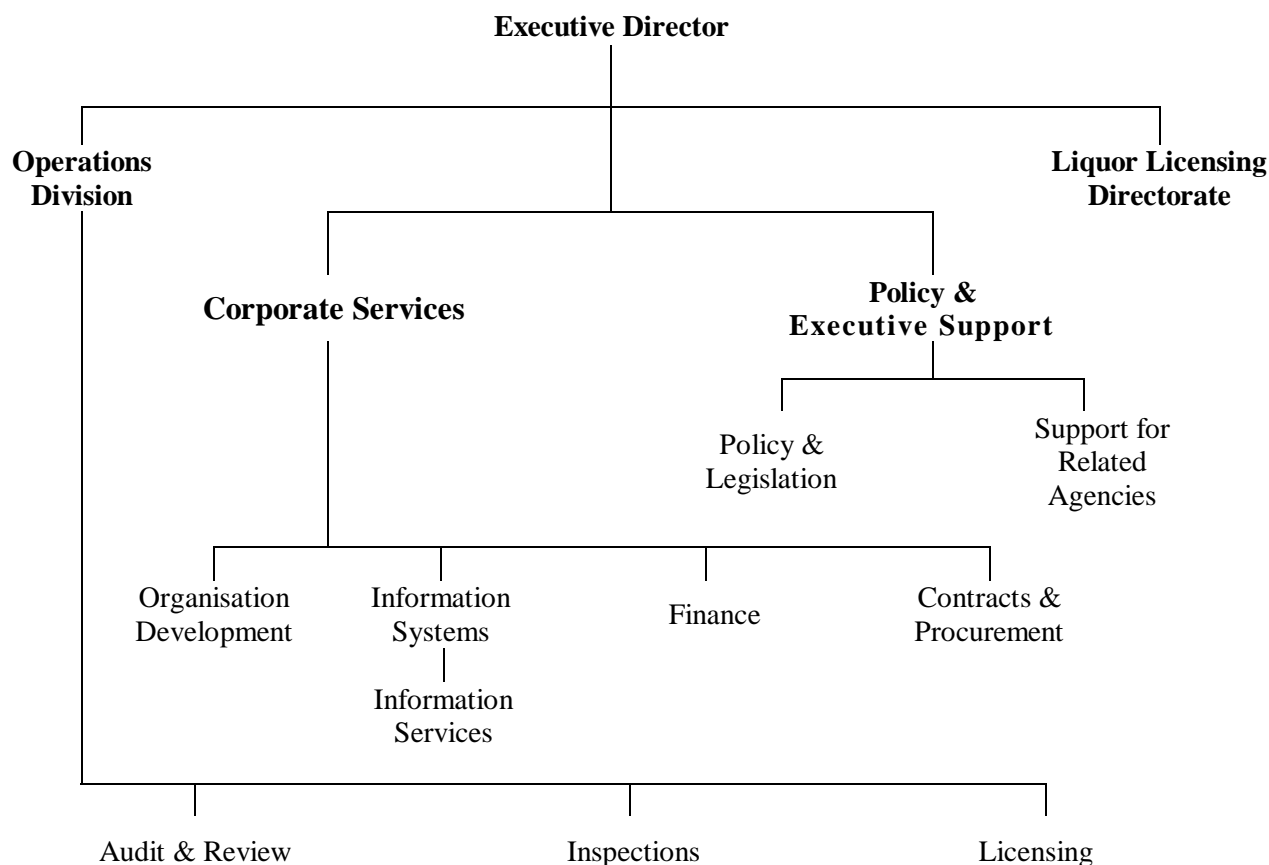 Executive Director
Operations
Division
Liquor Licensing
Directorate
Corporate Services
Policy &
Executive Support
Policy &
Legislation
Support for
Related
Agencies
Organisation
Development
Information
Systems
Finance
Contracts &
Procurement
Information
Services
Audit & Review
Inspections
Licensing